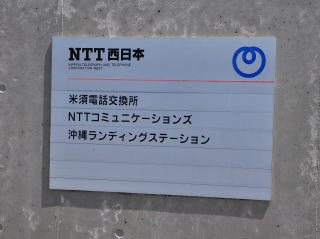 NTT西日本
NIPPON TELEGRAPH AND TELEPHONE
CORPORATION WEST
米須電話交換所
NTTコミュニケーションズ
沖縄ランディングステーション